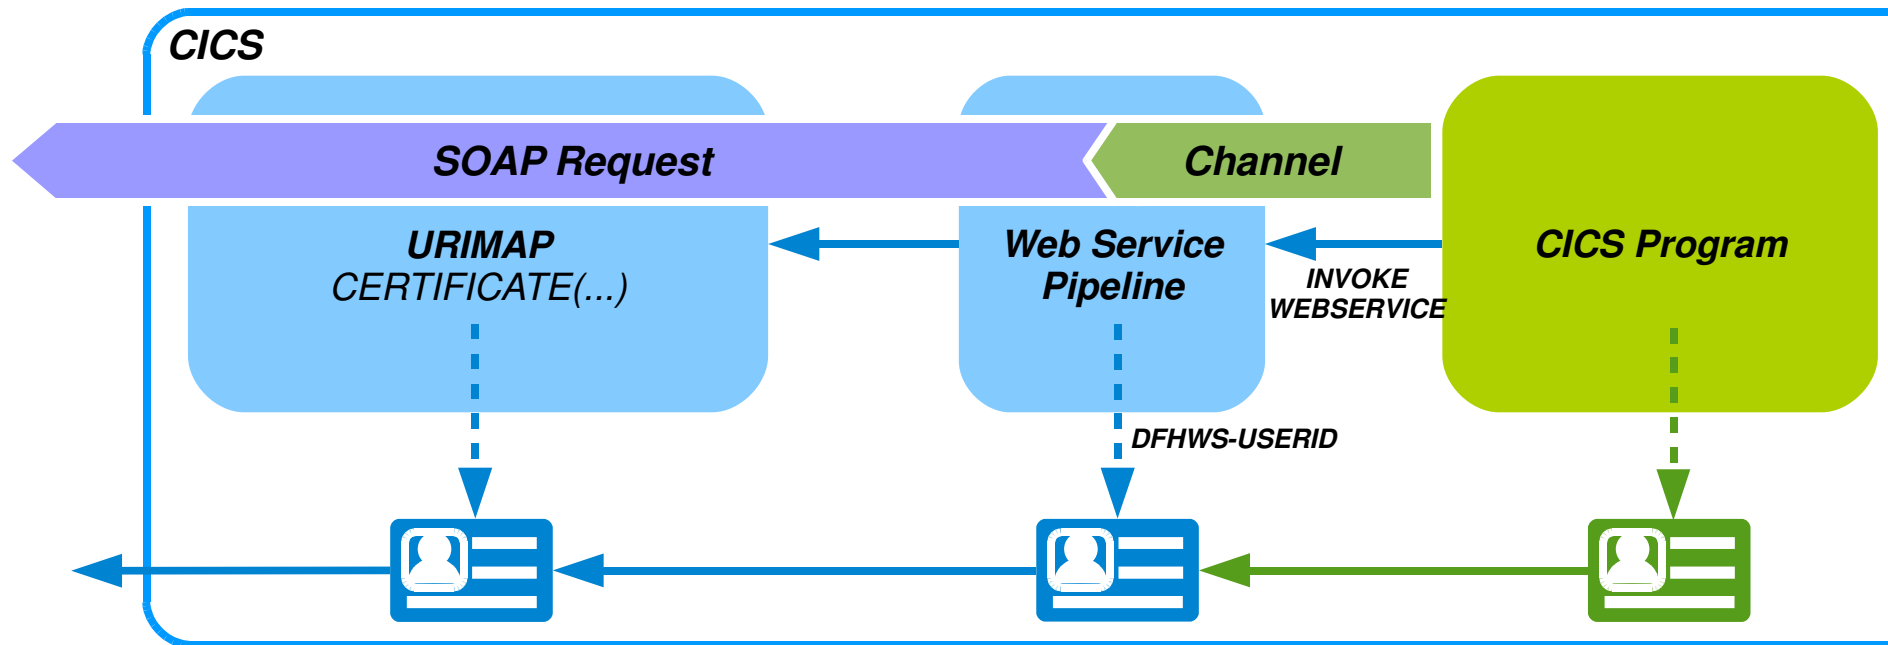 CICS
SOAP Request
Channel
URIMAP
CERTIFICATE(...)
Web Service
Pipeline
INVOKE
WEBSERVICE
CICS Program
DFHWS-USERID